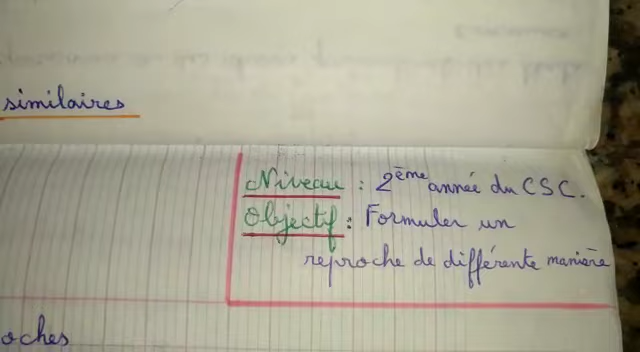 similaires
Niveau : 2ème année du CSC.
Objectif : Formuler un
reproche de différente manière
oches